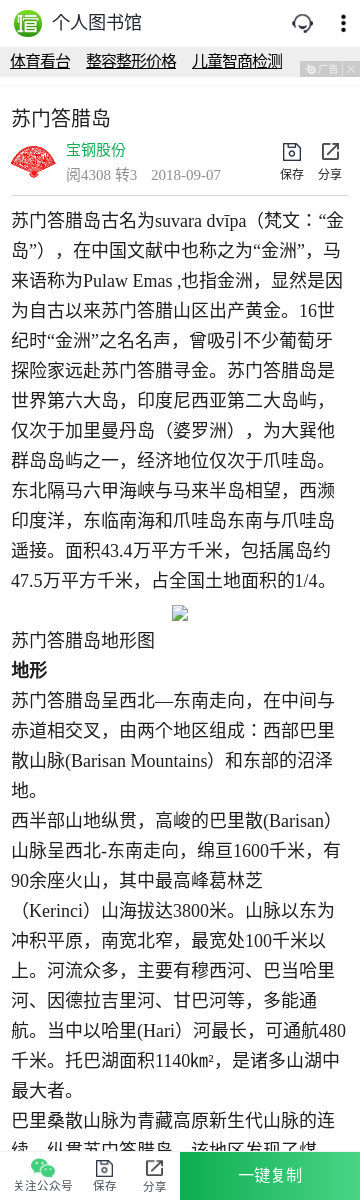 个人图书馆
体育看台 整容整形价格 儿童智商检测
广告
苏门答腊岛
宝钢股份
阅4308 转3 2018-09-07
保存 分享
苏门答腊岛古名为suvara dvīpa（梵文：“金
岛”），在中国文献中也称之为“金洲”，马
来语称为Pulaw Emas ,也指金洲，显然是因
为自古以来苏门答腊山区出产黄金。16世
纪时“金洲”之名名声，曾吸引不少葡萄牙
探险家远赴苏门答腊寻金。苏门答腊岛是
世界第六大岛，印度尼西亚第二大岛屿，
仅次于加里曼丹岛（婆罗洲），为大巽他
群岛岛屿之一，经济地位仅次于爪哇岛。
东北隔马六甲海峡与马来半岛相望，西濒
印度洋，东临南海和爪哇岛东南与爪哇岛
遥接。面积43.4万平方千米，包括属岛约
47.5万平方千米，占全国土地面积的1/4。
苏门答腊岛地形图
地形
苏门答腊岛呈西北—东南走向，在中间与
赤道相交叉，由两个地区组成：西部巴里
散山脉(Barisan Mountains）和东部的沼泽
地。
西半部山地纵贯，高峻的巴里散(Barisan）
山脉呈西北-东南走向，绵亘1600千米，有
90余座火山，其中最高峰葛林芝
（Kerinci）山海拔达3800米。山脉以东为
冲积平原，南宽北窄，最宽处100千米以
上。河流众多，主要有穆西河、巴当哈里
河、因德拉吉里河、甘巴河等，多能通
航。当中以哈里(Hari）河最长，可通航480
千米。托巴湖面积1140㎢²，是诸多山湖中
最大者。
巴里桑散山脉为青藏高原新生代山脉的连
续，纵贯苏门答腊岛。该地区发现了煤、
关注公众号 保存 分享 一键复制